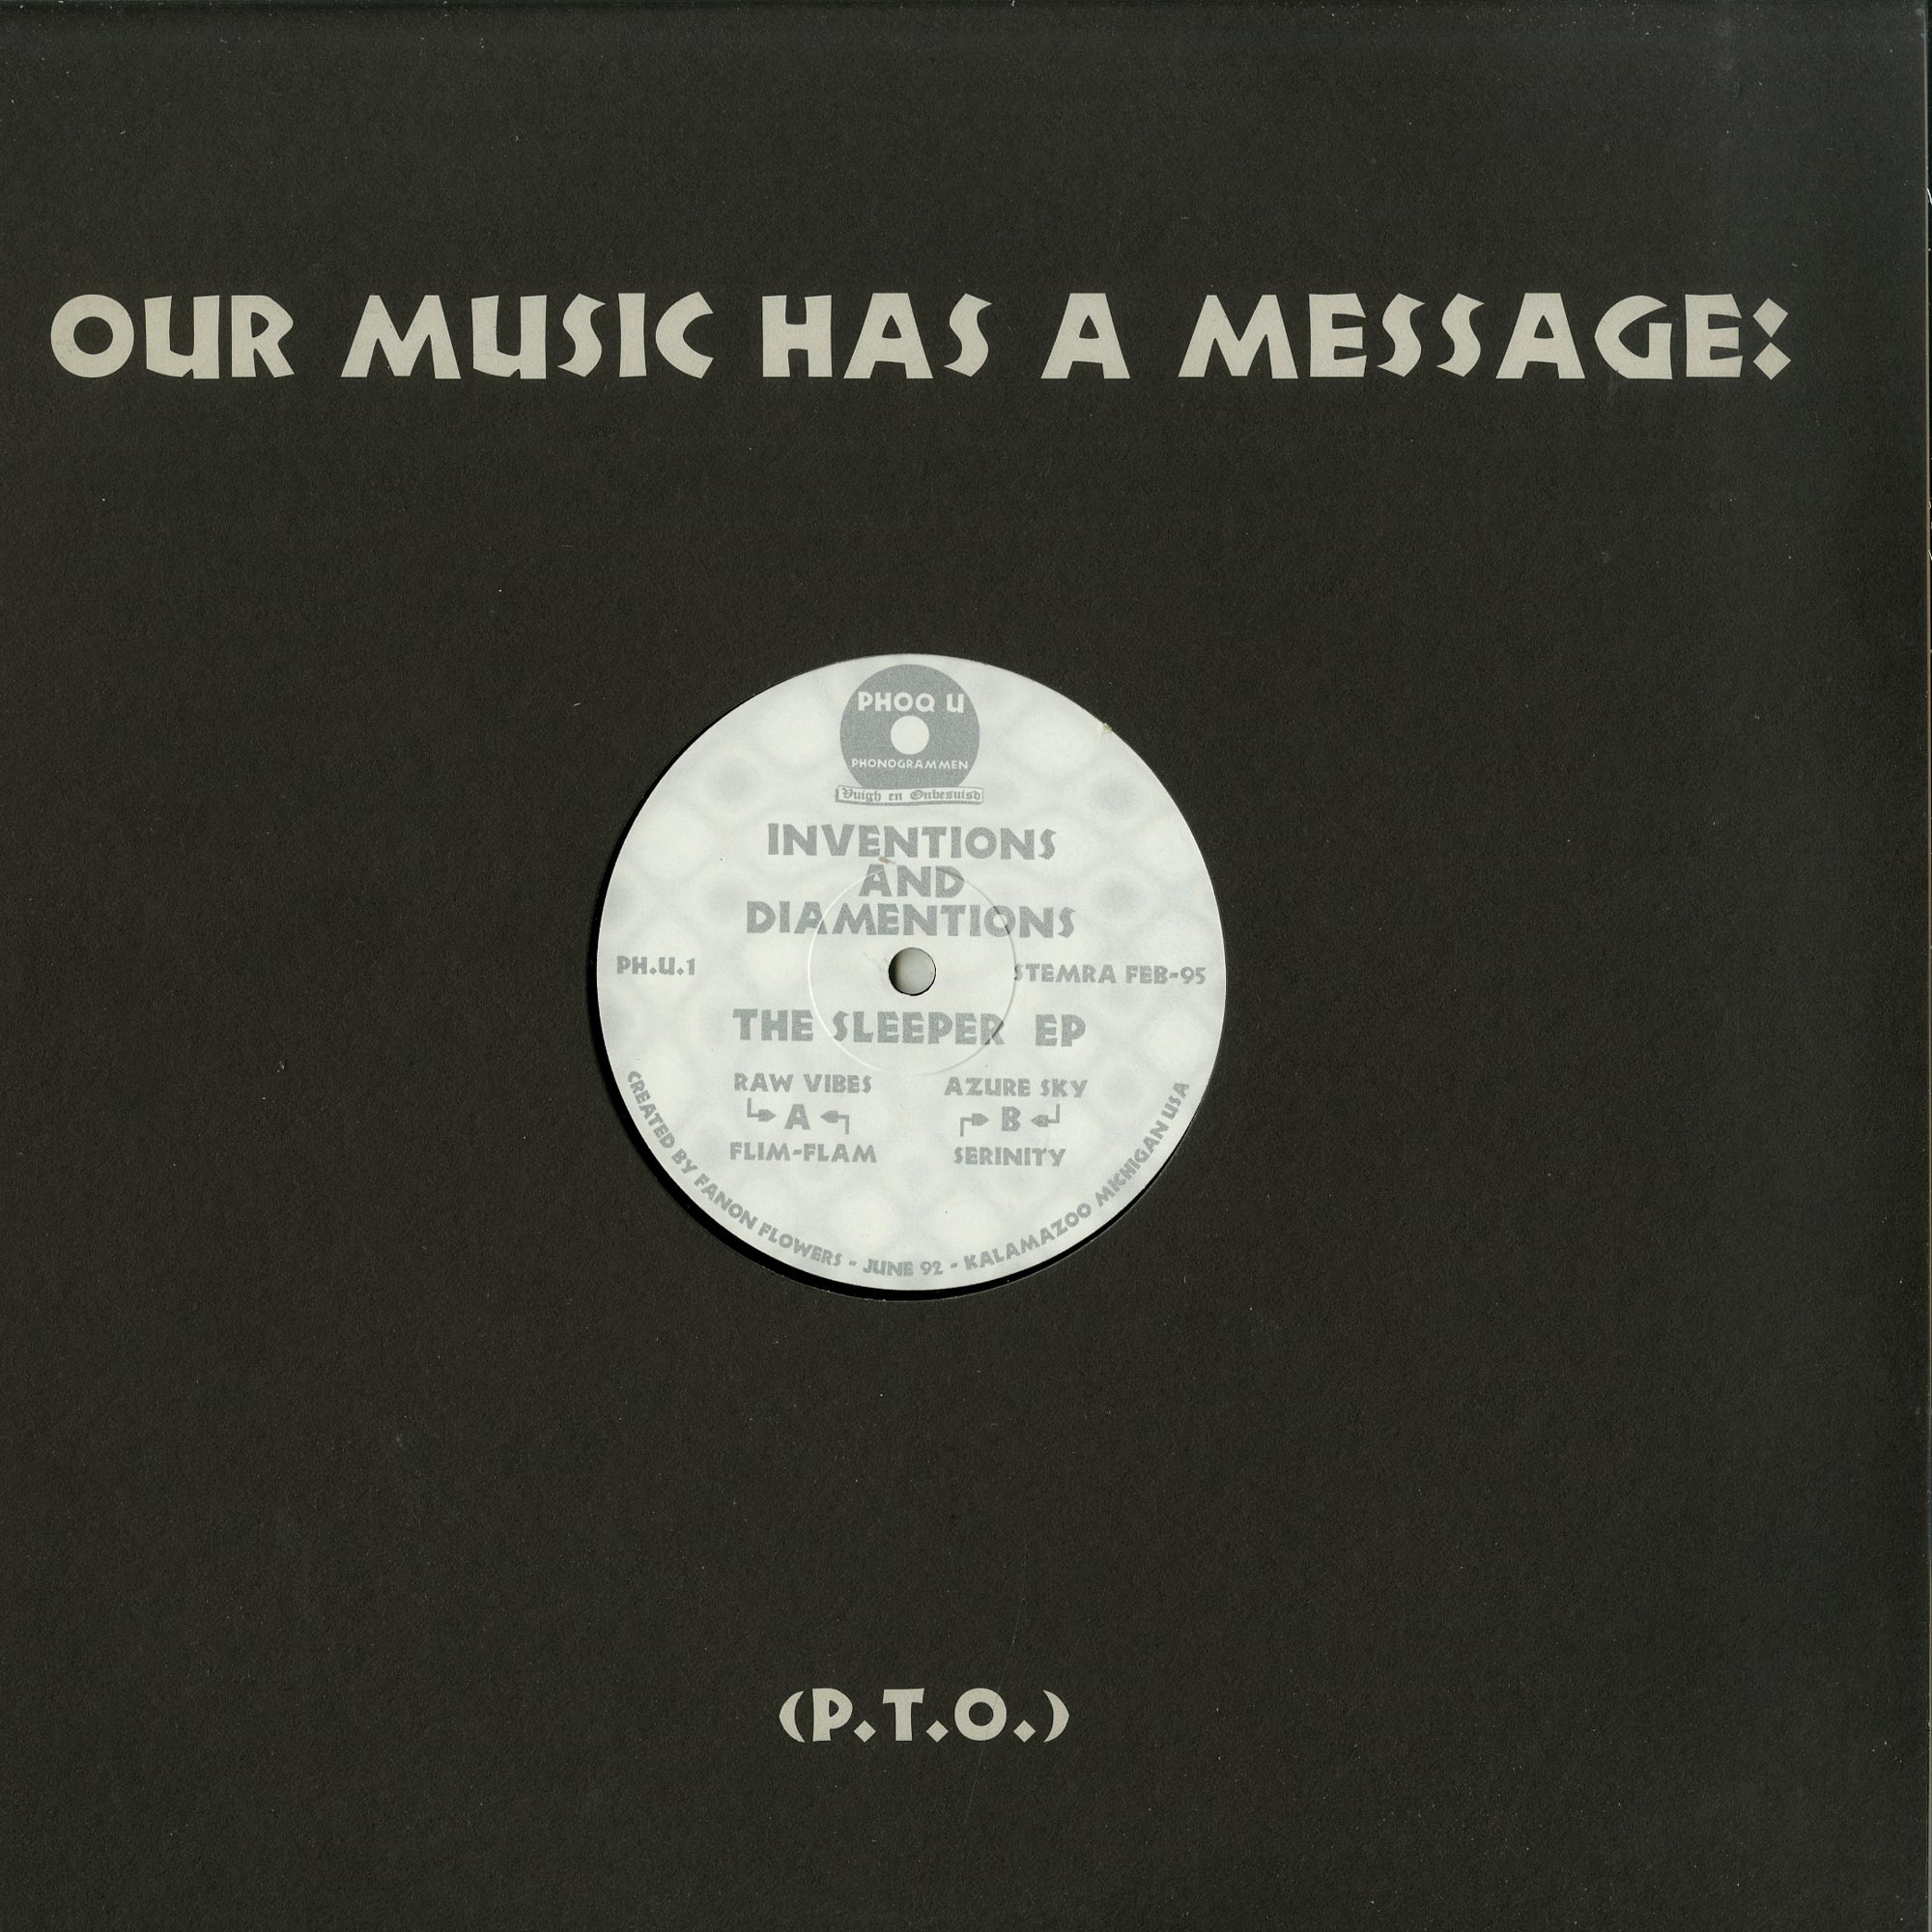 OUR MUSIC HAS A MESSAGE:
PHOQ U
PHONOGRAMMEN
Vuigh en Onbesuisd
INVENTIONS
AND
DIAMENTIONS
PH.U.1
STEMRA FEB-95
THE SLEEPER EP
RAW VIBES
A
FLIM-FLAM
AZURE SKY
B
SERINITY
CREATED BY FANON FLOWERS - JUNE 92 - KALAMAZOO MICHIGAN USA
(P.T.O.)